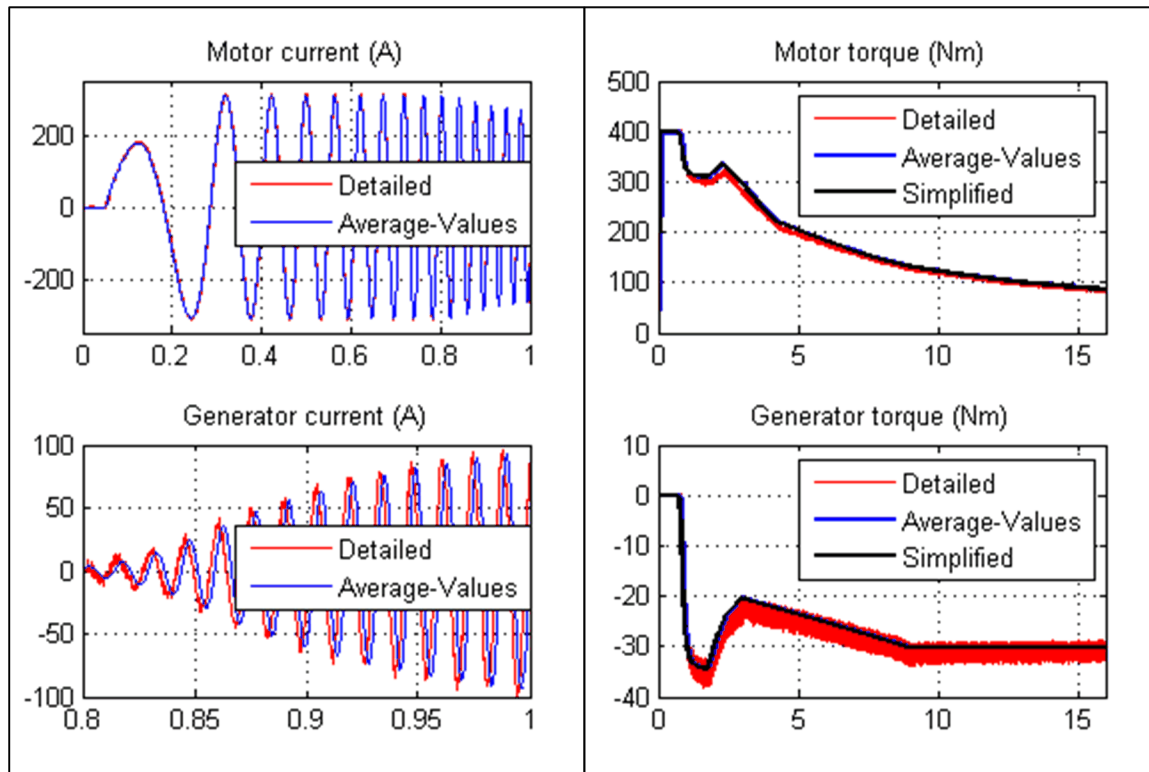 Motor current (A)
200
0
-200
Detailed
Average-Values
0 0.2 0.4 0.6 0.8 1
Generator current (A)
100
50
0
-50
-100
Detailed
Average-Values
0.8 0.85 0.9 0.95 1
Motor torque (Nm)
500
400
300
200
100
0
Detailed
Average-Values
Simplified
0 5 10 15
Generator torque (Nm)
10
0
-10
-20
-30
-40
Detailed
Average-Values
Simplified
0 5 10 15